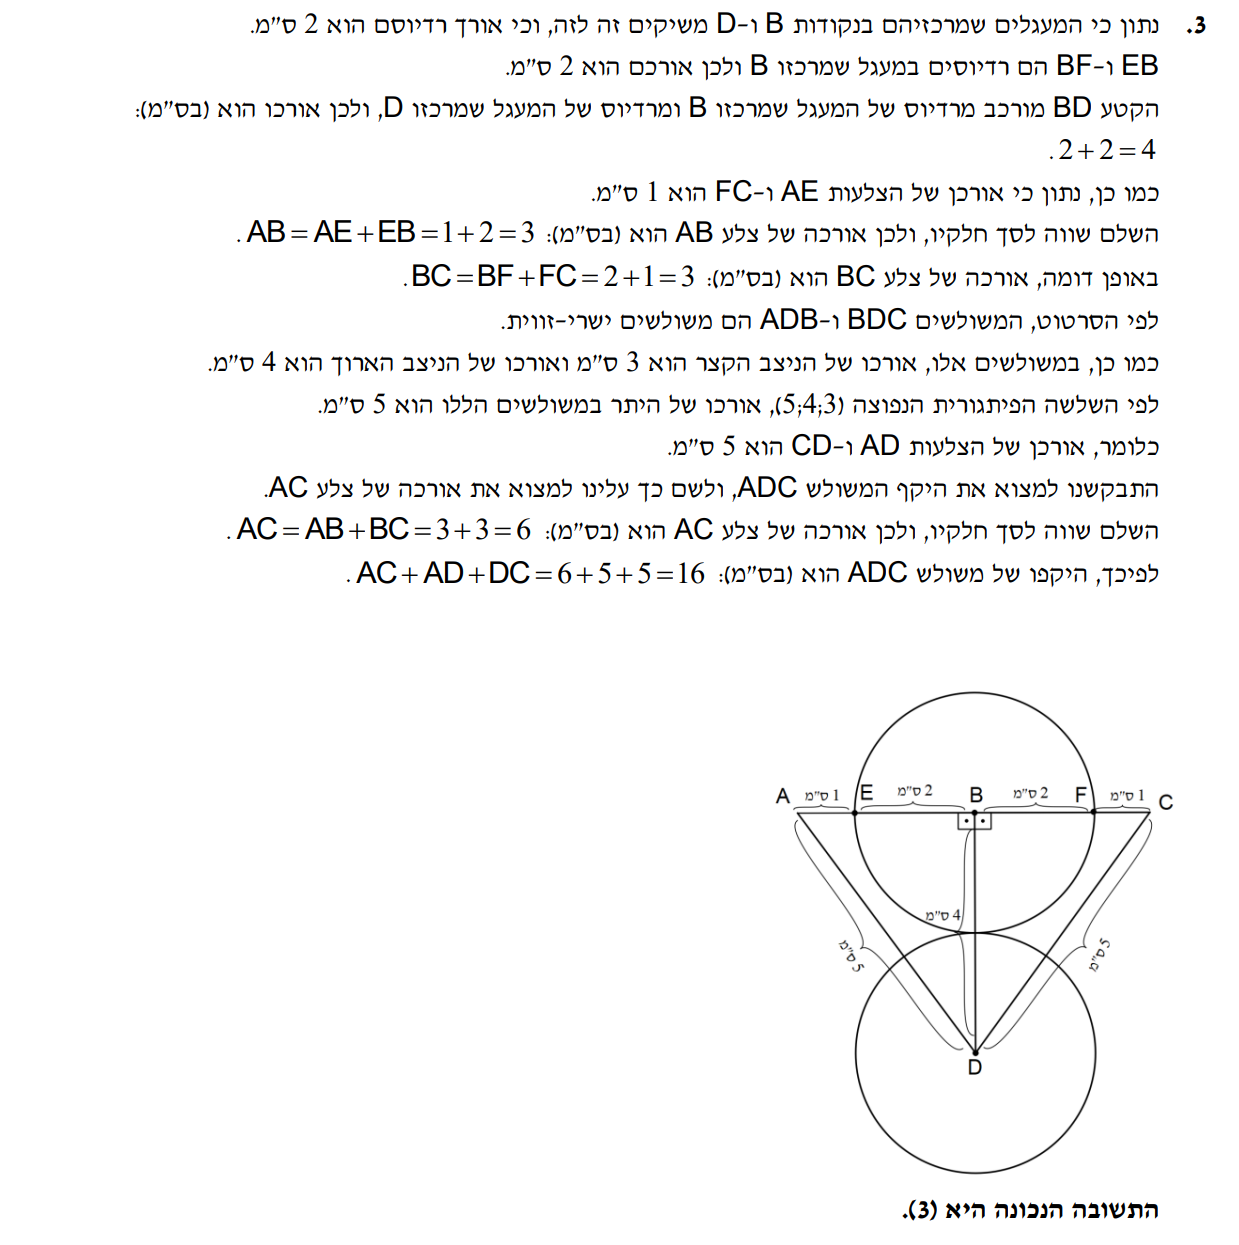 3. נתון כי המעגלים שמרכזיהם בנקודות B ו-D משיקים זה לזה, וכי אורך רדיוסם הוא 2 ס"מ.
EB ו-BF הם רדיוסים במעגל שמרכזו B ולכן אורכם הוא 2 ס"מ.
הקטע BD מורכב מרדיוס של המעגל שמרכזו B ומרדיוס של המעגל שמרכזו D, ולכן אורכו הוא (בס"מ):
2+2=4.
כמו כן, נתון כי אורכן של הצלעות AE ו-FC הוא 1 ס"מ.
השלם שווה לסך חלקיו, ולכן אורכה של צלע AB הוא (בס"מ): AB=AE+EB=1+2=3.
באופן דומה, אורכה של צלע BC הוא (בס"מ): BC=BF+FC=2+1=3.
לפי הסרטוט, המשולשים BDC ו-ADB הם משולשים ישרי-זווית.
כמו כן, במשולשים אלו, אורכו של הניצב הקצר הוא 3 ס"מ ואורכו של הניצב הארוך הוא 4 ס"מ.
לפי השלשה הפיתגורית הנפוצה (5;4;3), אורכו של היתר במשולשים הללו הוא 5 ס"מ.
כלומר, אורכן של הצלעות AD ו-CD הוא 5 ס"מ.
התבקשנו למצוא את היקף המשולש ADC, ולשם כך עלינו למצוא את אורכה של צלע AC.
השלם שווה לסך חלקיו, ולכן אורכה של צלע AC הוא (בס"מ): AC=AB+BC=3+3=6.
לפיכך, היקפו של משולש ADC הוא (בס"מ): AC+AD+DC=6+5+5=16.
A 1 ס"מ E 2 ס"מ B 2 ס"מ F 1 ס"מ C
4 ס"מ
5 ס"מ
5 ס"מ
D
התשובה הנכונה היא (3).